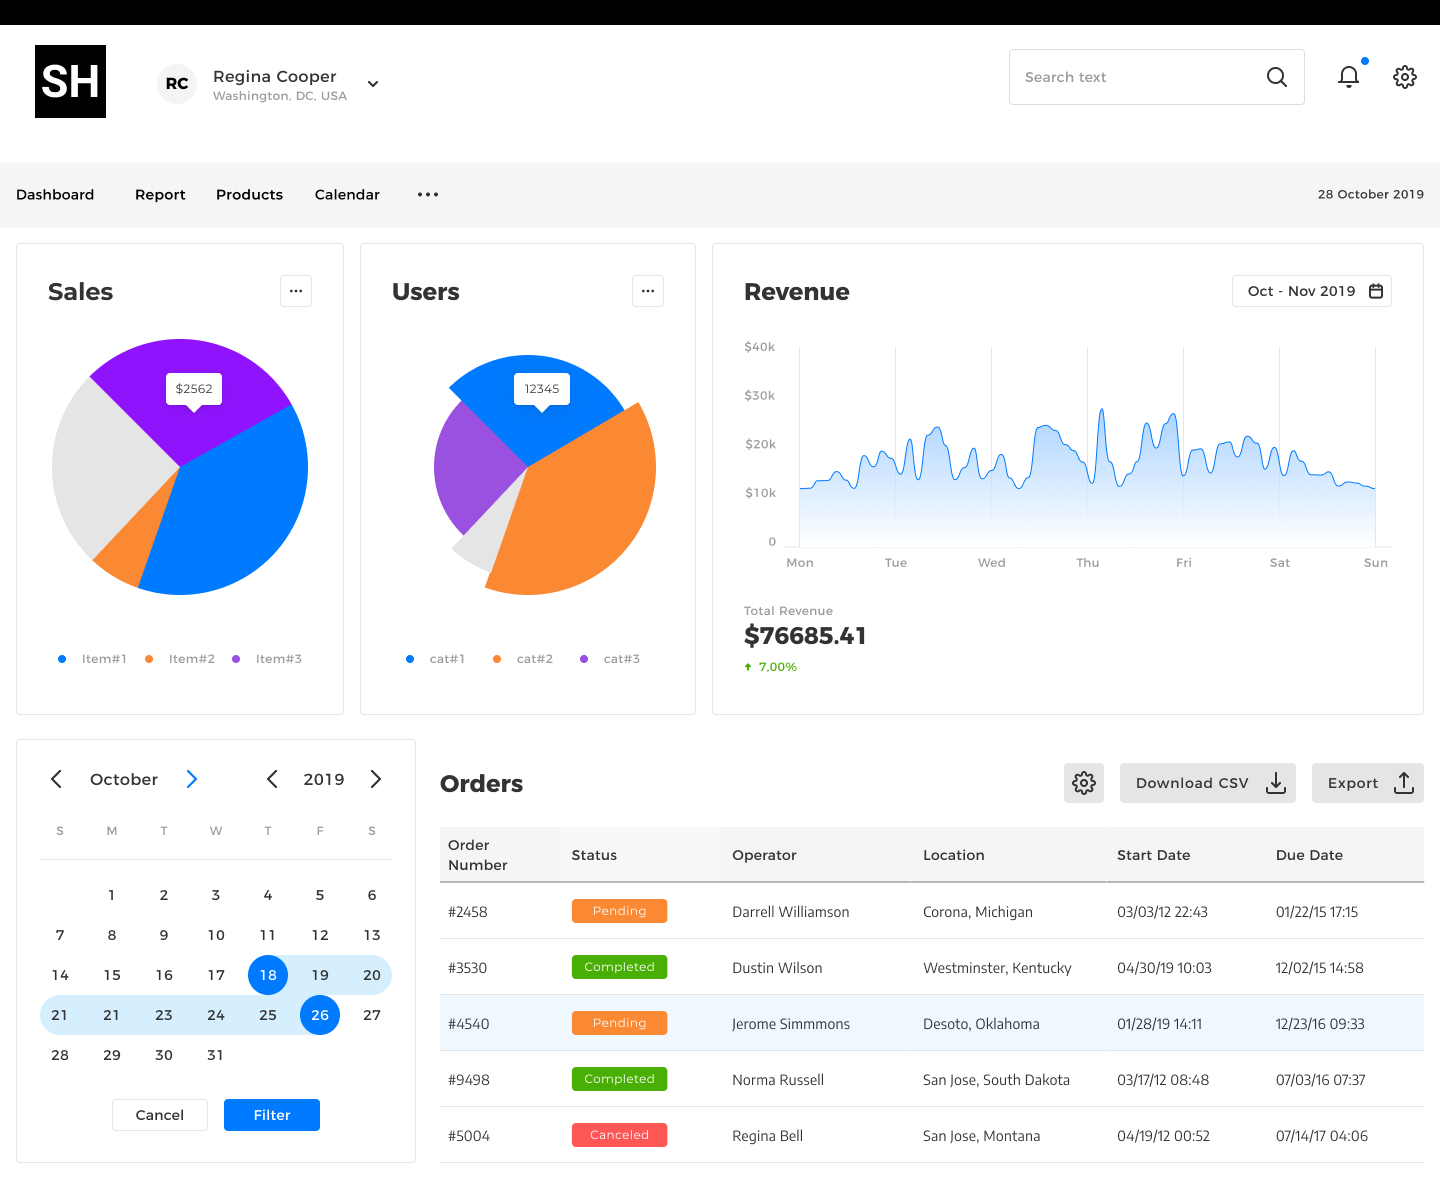 SH
RC
Regina Cooper
Washington, DC, USA
Search text
Dashboard Report Products Calendar ••• 28 October 2019
Sales ...
$2562
Item#1 Item#2 Item#3
Users ...
12345
cat#1 cat#2 cat#3
Revenue Oct - Nov 2019
$40k
$30k
$20k
$10k
0
Mon Tue Wed Thu Fri Sat Sun
Total Revenue
$76685.41
7,00%
October 2019
S M T W T F S
1 2 3 4 5 6
7 8 9 10 11 12 13
14 15 16 17 18 19 20
21 21 23 24 25 26 27
28 29 30 31
Cancel Filter
Orders Download CSV Export
Order
Number
Status Operator Location Start Date Due Date
#2458 Pending Darrell Williamson Corona, Michigan 03/03/12 22:43 01/22/15 17:15
#3530 Completed Dustin Wilson Westminster, Kentucky 04/30/19 10:03 12/02/15 14:58
#4540 Pending Jerome Simmmons Desoto, Oklahoma 01/28/19 14:11 12/23/16 09:33
#9498 Completed Norma Russell San Jose, South Dakota 03/17/12 08:48 07/03/16 07:37
#5004 Canceled Regina Bell San Jose, Montana 04/19/12 00:52 07/14/17 04:06